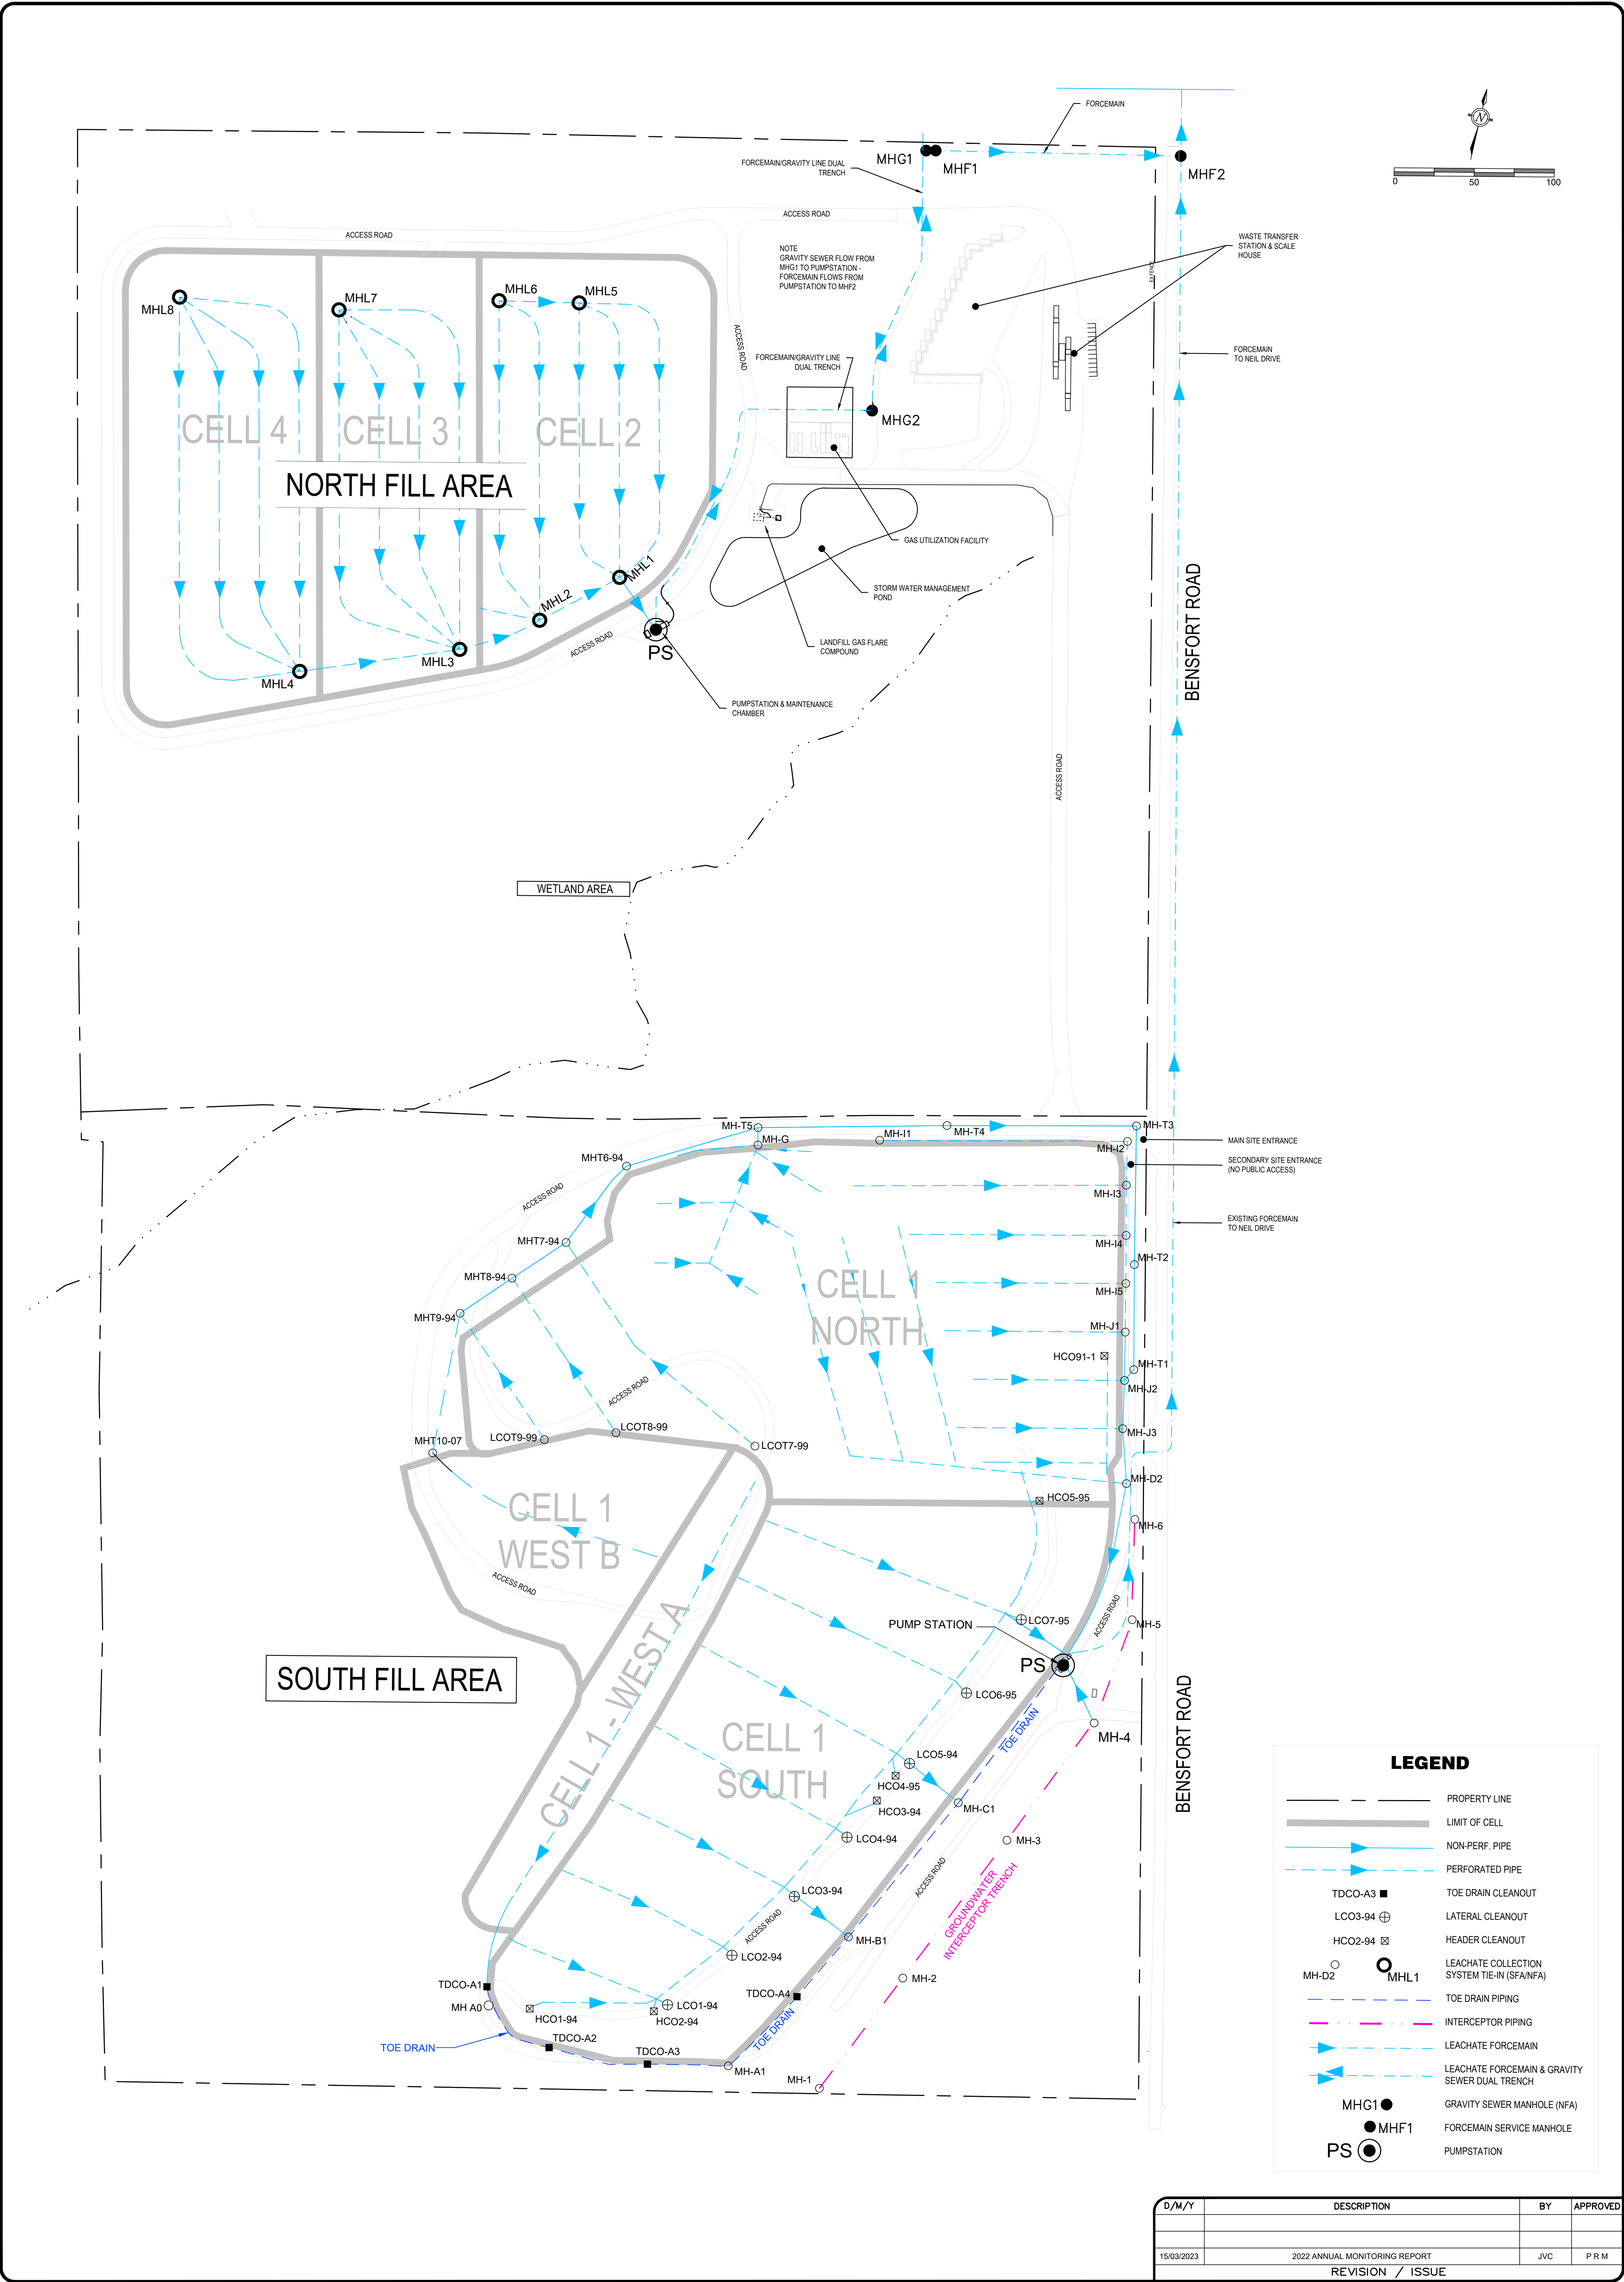 FORCEMAIN
N
0 50 100
MHG1
MHF1
MHF2
FORCEMAIN/GRAVITY LINE DUAL
TRENCH
ACCESS ROAD
ACCESS ROAD
NOTE
GRAVITY SEWER FLOW FROM
MHG1 TO PUMPSTATION -
FORCEMAIN FLOWS FROM
PUMPSTATION TO MHF2
WASTE TRANSFER
STATION & SCALE
HOUSE
EX FENCE
MHL8
MHL7
MHL6
MHL5
ACCESS ROAD
FORCEMAIN/GRAVITY LINE
DUAL TRENCH
FORCEMAIN
TO NEIL DRIVE
MHG2
CELL 4
CELL 3
CELL 2
NORTH FILL AREA
GAS UTILIZATION FACILITY
MHL1
MHL2
STORM WATER MANAGEMENT
POND
BENSFORT ROAD
ACCESS ROAD
LANDFILL GAS FLARE
COMPOUND
PS
MHL3
MHL4
PUMPSTATION & MAINTENANCE
CHAMBER
ACCESS ROAD
WETLAND AREA
MH-T5
MH-G
MH-I1
MH-T4
MH-T3
MH-I2
MAIN SITE ENTRANCE
MHT6-94
SECONDARY SITE ENTRANCE
(NO PUBLIC ACCESS)
MH-I3
ACCESS ROAD
EXISTING FORCEMAIN
TO NEIL DRIVE
MHT7-94
MH-I4
MH-T2
MHT8-94
CELL 1
NORTH
MH-I5
MHT9-94
MH-J1
HCO91-1
MH-T1
ACCESS ROAD
MH-J2
LCOT8-99
MHT10-07
LCOT9-99
LCOT7-99
MH-J3
MH-D2
HCO5-95
CELL 1
WEST B
MH-6
ACCESS ROAD
LCO7-95
ACCESS ROAD
MH-5
PUMP STATION
PS
SOUTH FILL AREA
CELL 1 - WEST A
LCO6-95
TOE DRAIN
MH-4
BENSFORT ROAD
CELL 1
SOUTH
LCO5-94
HCO4-95
HCO3-94
MH-C1
LCO4-94
MH-3
ACCESS ROAD
GROUNDWATER
INTERCEPTOR TRENCH
LCO3-94
ACCESS ROAD
MH-B1
LCO2-94
MH-2
TDCO-A1
MH A0
HCO1-94
LCO1-94
HCO2-94
TDCO-A4
TOE DRAIN
TOE DRAIN
TDCO-A2
TDCO-A3
MH-A1
MH-1
LEGEND
PROPERTY LINE
LIMIT OF CELL
NON-PERF. PIPE
PERFORATED PIPE
TDCO-A3 TOE DRAIN CLEANOUT
LCO3-94 LATERAL CLEANOUT
HCO2-94 HEADER CLEANOUT
MH-D2 MHL1 LEACHATE COLLECTION
SYSTEM TIE-IN (SFA/NFA)
TOE DRAIN PIPING
INTERCEPTOR PIPING
LEACHATE FORCEMAIN
LEACHATE FORCEMAIN & GRAVITY
SEWER DUAL TRENCH
MHG1 GRAVITY SEWER MANHOLE (NFA)
MHF1 FORCEMAIN SERVICE MANHOLE
PS PUMPSTATION
D/M/Y DESCRIPTION BY APPROVED
15/03/2023 2022 ANNUAL MONITORING REPORT JVC P R M
REVISION / ISSUE